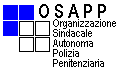 OSAPP
Organizzazione
Sindacale
Autonoma
Polizia
Penitenziaria